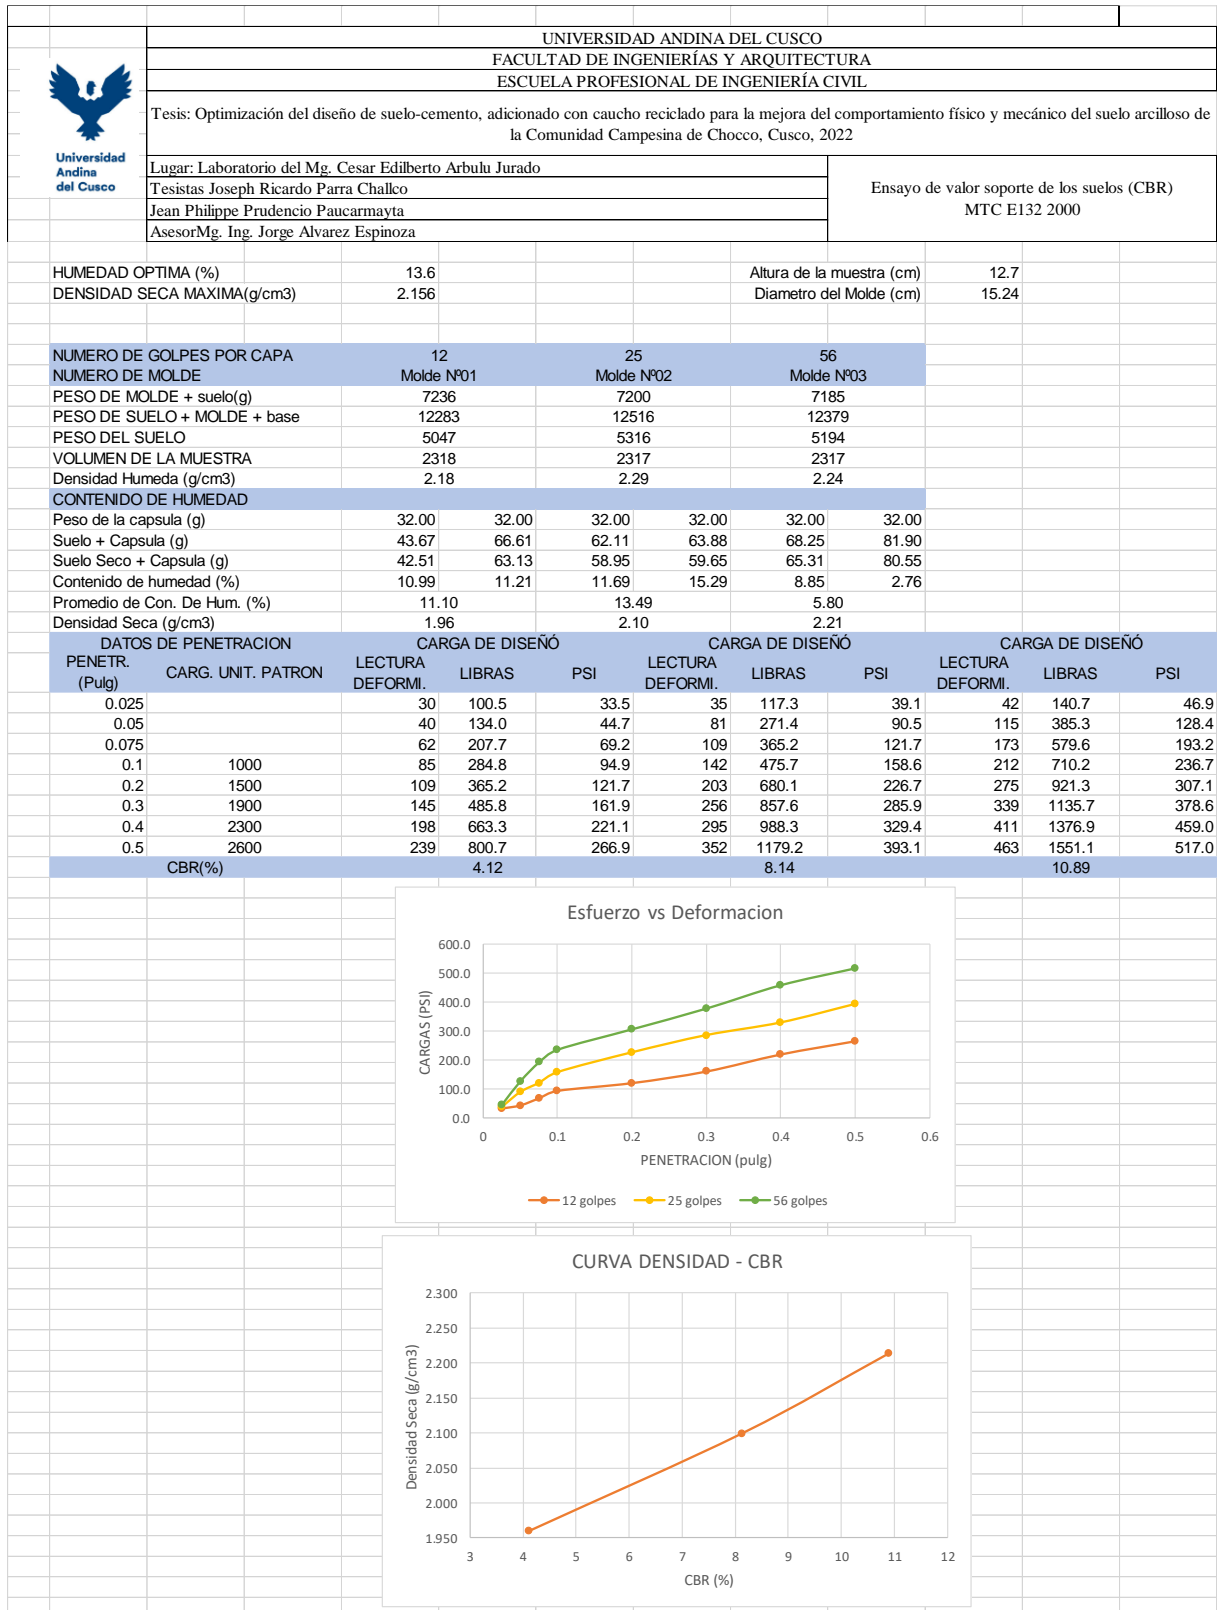 UNIVERSIDAD ANDINA DEL CUSCO
FACULTAD DE INGENIERÍAS Y ARQUITECTURA
ESCUELA PROFESIONAL DE INGENIERÍA CIVIL
Universidad
Andina
del Cusco
Tesis: Optimización del diseño de suelo-cemento, adicionado con caucho reciclado para la mejora del comportamiento físico y mecánico del suelo arcilloso de
la Comunidad Campesina de Chocco, Cusco, 2022
Lugar: Laboratorio del Mg. Cesar Edilberto Arbulu Jurado
Tesistas Joseph Ricardo Parra Challco
Jean Philippe Prudencio Paucarmayta
AsesorMg. Ing. Jorge Alvarez Espinoza
Ensayo de valor soporte de los suelos (CBR)
MTC E132 2000
HUMEDAD OPTIMA (%) 13.6 Altura de la muestra (cm) 12.7
DENSIDAD SECA MAXIMA(g/cm3) 2.156 Diametro del Molde (cm) 15.24
NUMERO DE GOLPES POR CAPA 12 25 56
NUMERO DE MOLDE Molde Nº01 Molde Nº02 Molde Nº03
PESO DE MOLDE + suelo(g) 7236 7200 7185
PESO DE SUELO + MOLDE + base 12283 12516 12379
PESO DEL SUELO 5047 5316 5194
VOLUMEN DE LA MUESTRA 2318 2317 2317
Densidad Humeda (g/cm3) 2.18 2.29 2.24
CONTENIDO DE HUMEDAD
Peso de la capsula (g) 32.00 32.00 32.00 32.00 32.00 32.00
Suelo + Capsula (g) 43.67 66.61 62.11 63.88 68.25 81.90
Suelo Seco + Capsula (g) 42.51 63.13 58.95 59.65 65.31 80.55
Contenido de humedad (%) 10.99 11.21 11.69 15.29 8.85 2.76
Promedio de Con. De Hum. (%) 11.10 13.49 5.80
Densidad Seca (g/cm3) 1.96 2.10 2.21
DATOS DE PENETRACION CARGA DE DISEÑÓ CARGA DE DISEÑÓ CARGA DE DISEÑÓ
PENETR. (Pulg) CARG. UNIT. PATRON LECTURA DEFORMI. LIBRAS PSI LECTURA DEFORMI. LIBRAS PSI LECTURA DEFORMI. LIBRAS PSI
0.025 30 100.5 33.5 35 117.3 39.1 42 140.7 46.9
0.05 40 134.0 44.7 81 271.4 90.5 115 385.3 128.4
0.075 62 207.7 69.2 109 365.2 121.7 173 579.6 193.2
0.1 1000 85 284.8 94.9 142 475.7 158.6 212 710.2 236.7
0.2 1500 109 365.2 121.7 203 680.1 226.7 275 921.3 307.1
0.3 1900 145 485.8 161.9 256 857.6 285.9 339 1135.7 378.6
0.4 2300 198 663.3 221.1 295 988.3 329.4 411 1376.9 459.0
0.5 2600 239 800.7 266.9 352 1179.2 393.1 463 1551.1 517.0
CBR(%) 4.12 8.14 10.89
Esfuerzo vs Deformacion
CARGAS (PSI)
600.0
500.0
400.0
300.0
200.0
100.0
0.0
0 0.1 0.2 0.3 0.4 0.5 0.6
PENETRACION (pulg)
12 golpes 25 golpes 56 golpes
CURVA DENSIDAD - CBR
Densidad Seca (g/cm3)
2.300
2.250
2.200
2.150
2.100
2.050
2.000
1.950
3 4 5 6 7 8 9 10 11 12
CBR (%)